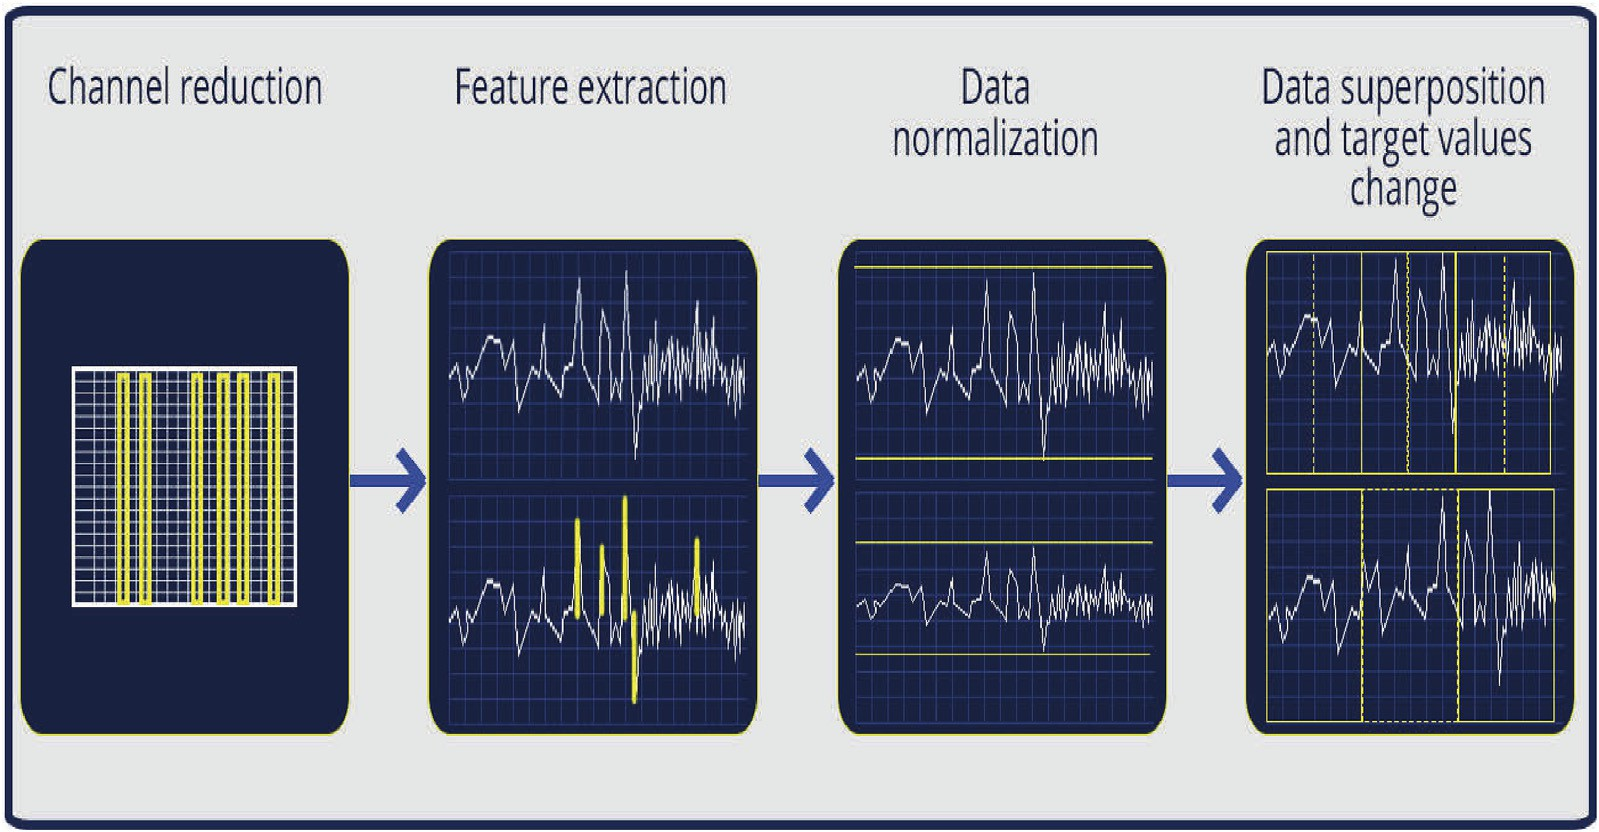 Channel reduction
Feature extraction
Data
normalization
Data superposition
and target values
change